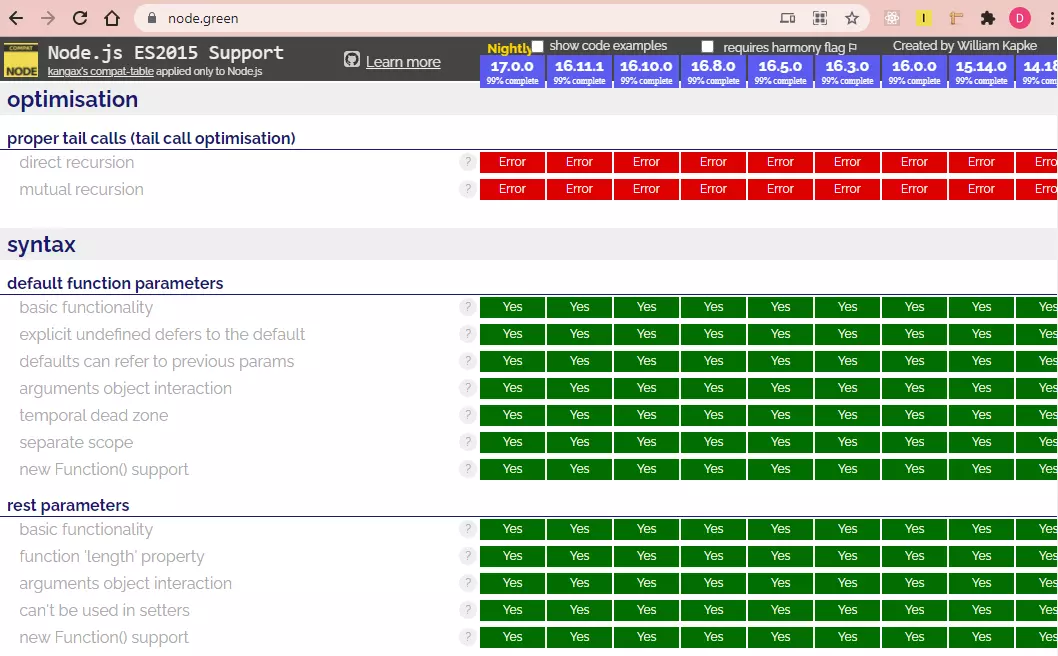 node.green
D
COMPAT
NODE
Node.js ES2015 Support
kangax's compat-table applied only to Node.js
Learn more
Nightly
show code examples
requires harmony flag
Created by William Kapke
17.0.0 16.11.1 16.10.0 16.8.0 16.5.0 16.3.0 16.0.0 15.14.0 14.18
99% complete 99% complete 99% complete 99% complete 99% complete 99% complete 99% complete 99% complete 99% com
optimisation
proper tail calls (tail call optimisation)
direct recursion ? Error Error Error Error Error Error Error Error Erro
mutual recursion ? Error Error Error Error Error Error Error Error Erro
syntax
default function parameters
basic functionality ? Yes Yes Yes Yes Yes Yes Yes Yes Yes
explicit undefined defers to the default ? Yes Yes Yes Yes Yes Yes Yes Yes Yes
defaults can refer to previous params ? Yes Yes Yes Yes Yes Yes Yes Yes Yes
arguments object interaction ? Yes Yes Yes Yes Yes Yes Yes Yes Yes
temporal dead zone ? Yes Yes Yes Yes Yes Yes Yes Yes Yes
separate scope ? Yes Yes Yes Yes Yes Yes Yes Yes Yes
new Function() support ? Yes Yes Yes Yes Yes Yes Yes Yes Yes
rest parameters
basic functionality ? Yes Yes Yes Yes Yes Yes Yes Yes Yes
function 'length' property ? Yes Yes Yes Yes Yes Yes Yes Yes Yes
arguments object interaction ? Yes Yes Yes Yes Yes Yes Yes Yes Yes
can't be used in setters ? Yes Yes Yes Yes Yes Yes Yes Yes Yes
new Function() support ? Yes Yes Yes Yes Yes Yes Yes Yes Yes